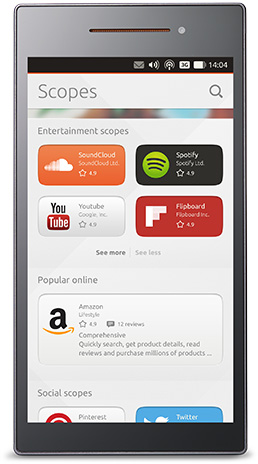 3G 14:04
Scopes
Entertainment scopes
SoundCloud
SoundCloud Ltd.
4.9
Spotify
Spotify Ltd.
4.9
You
Tube
Youtube
Google, Inc.
4.9
Flipboard
Flipboard Inc.
4.9
See more See less
Popular online
a
Amazon
Lifestyle
4.9 12 reviews
Comprehensive
Quickly search, get product details, read
reviews and purchase millions of products ...
Social scopes
Pinterest
Twitter